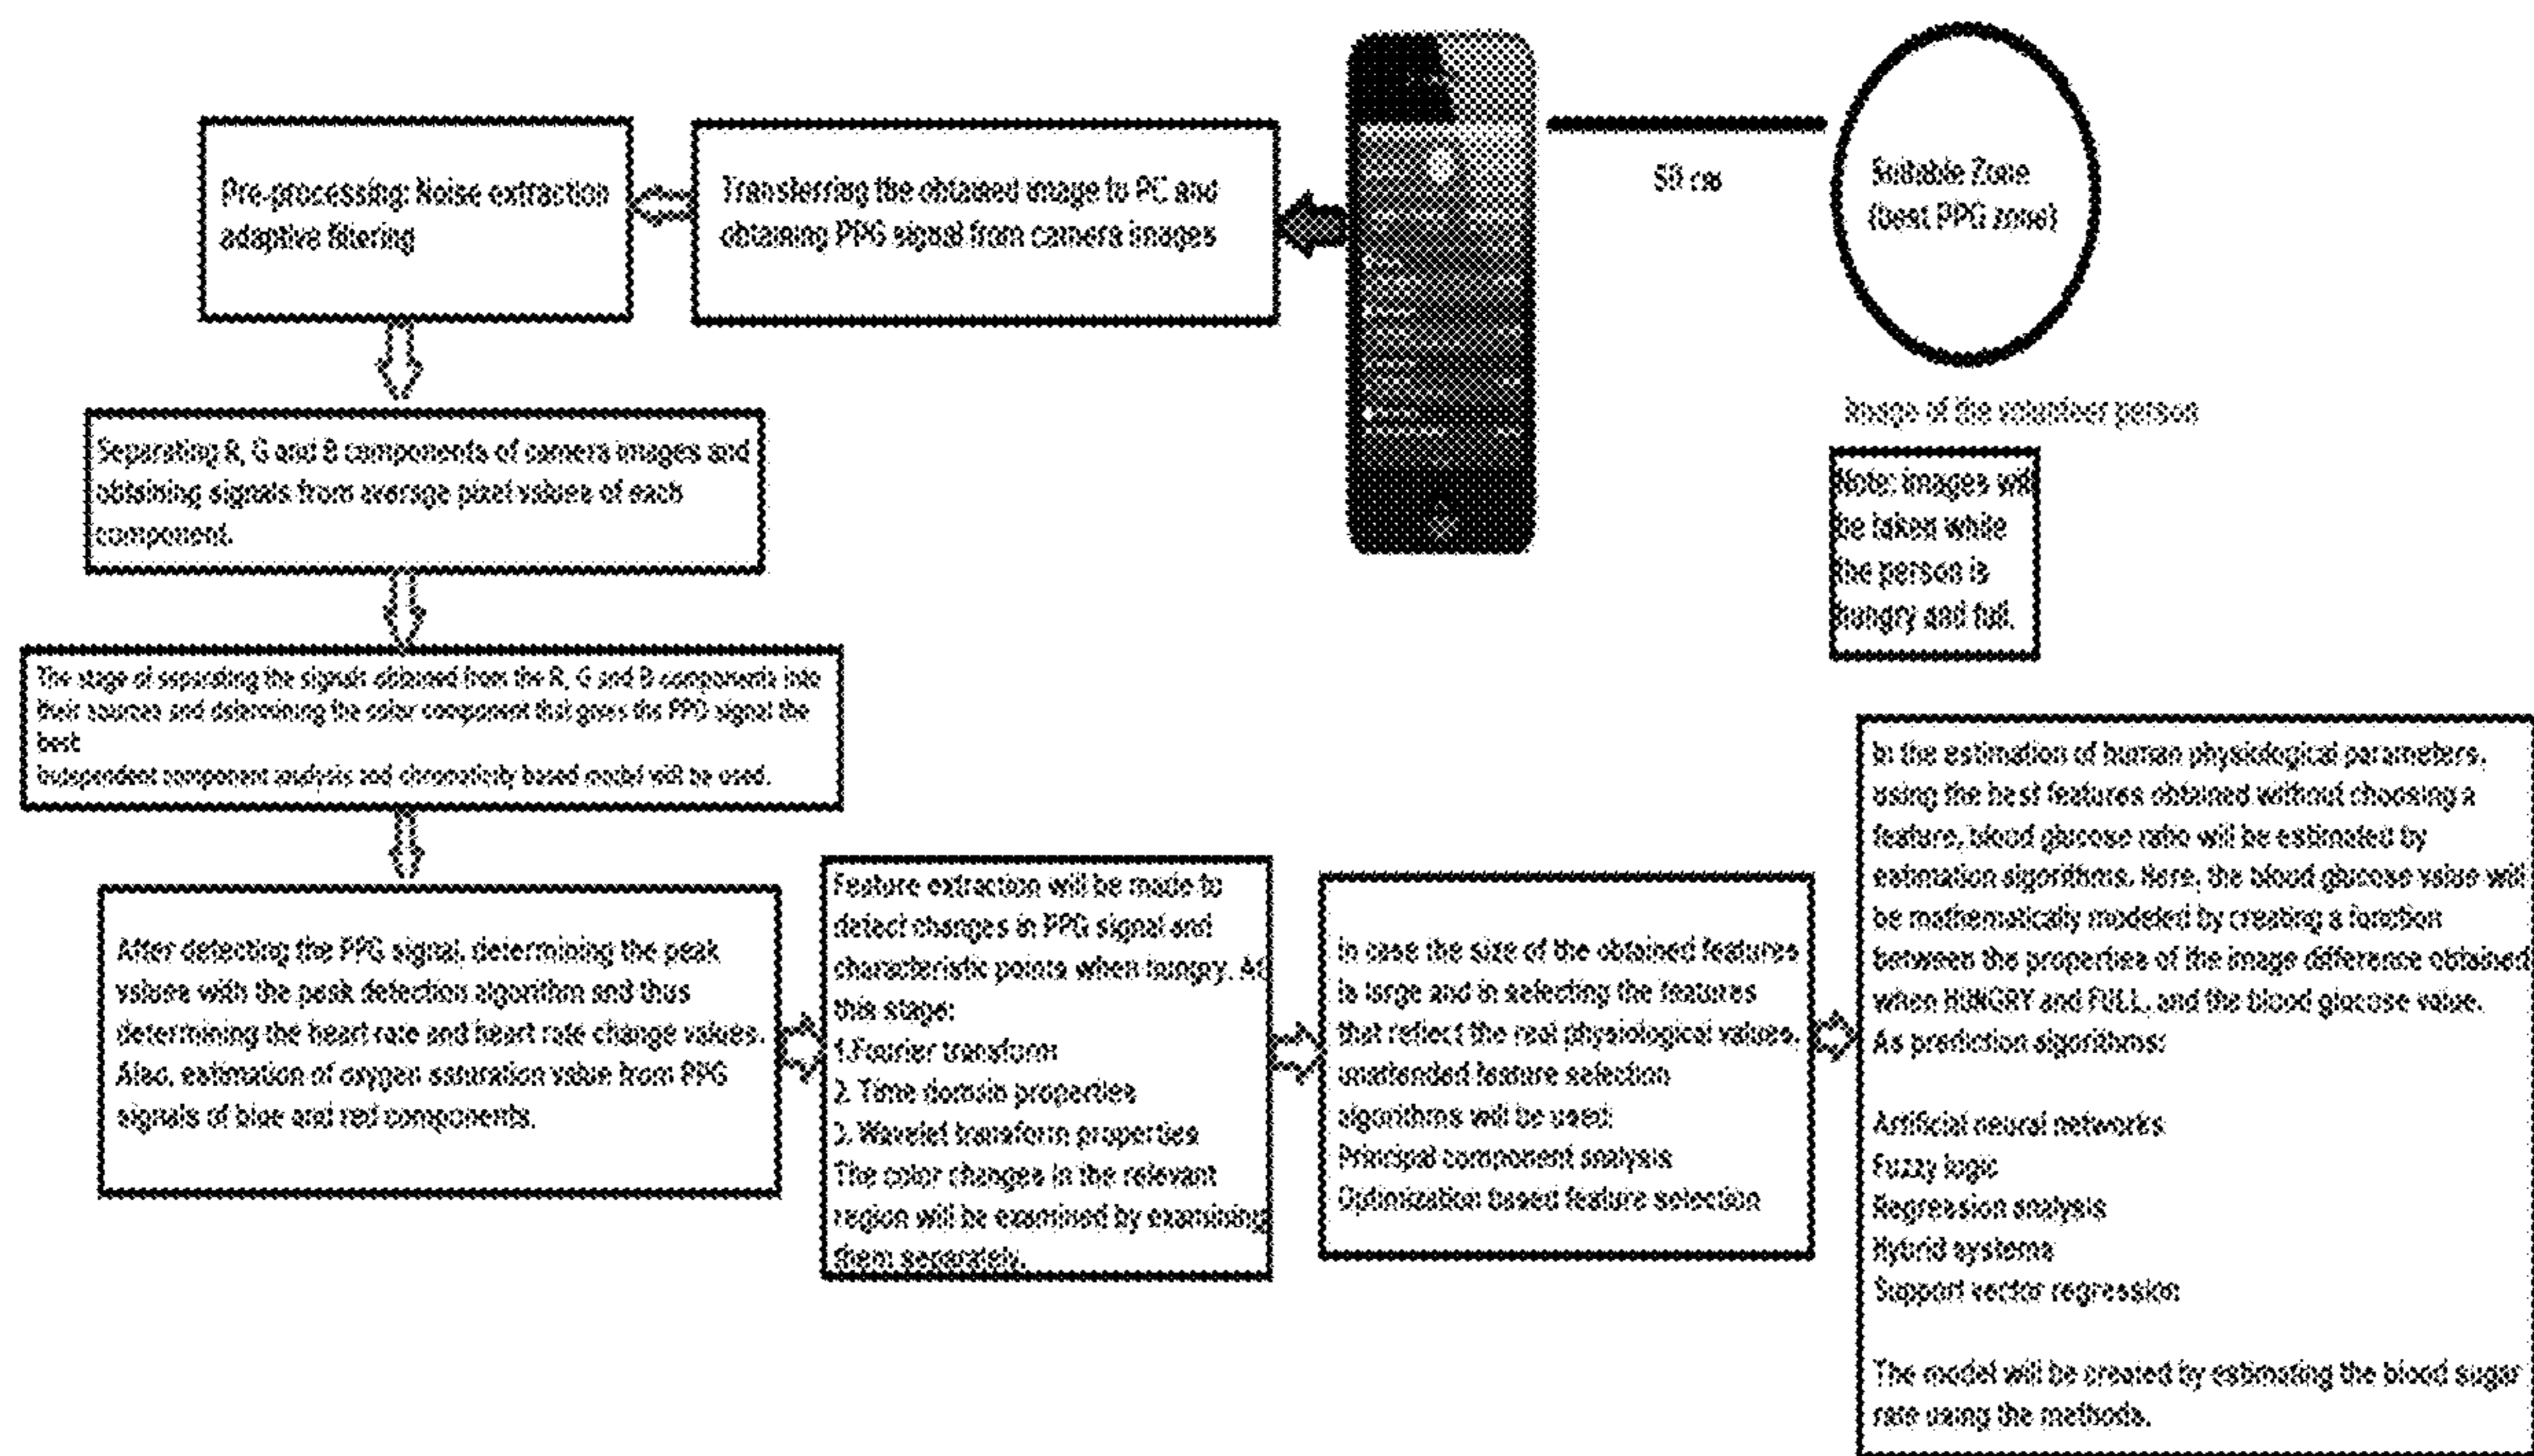 Suitable Zone
(best PPG zone)
50 cm
Image of the volunteer person
Note: images will
be taken while
the person is
hungry and full.
Transferring the obtained image to PC and
obtaining PPG signal from camera images
Pre-processing: Noise extraction
adaptive filtering
Separating R, G and B components of camera images and
obtaining signals from average pixel values of each
component.
The stage of separating the signals obtained from the R, G and B components into
their sources and determining the color component that gives the PPG signal the
best
Independent component analysis and chromaticity based model will be used.
After detecting the PPG signal, determining the peak
values with the peak detection algorithm and thus
determining the heart rate and heart rate change values.
Also, estimation of oxygen saturation value from PPG
signals of blue and red components.
Feature extraction will be made to
detect changes in PPG signal and
characteristic points when hungry. At
this stage:
1.Fourier transform
2. Time domain properties
3. Wavelet transform properties
The color changes in the relevant
region will be examined by examining
them separately.
In case the size of the obtained features
is large and in selecting the features
that reflect the real physiological values,
unattended feature selection
algorithms will be used:
Principal component analysis
Optimization based feature selection
In the estimation of human physiological parameters,
using the best features obtained without choosing a
feature, blood glucose ratio will be estimated by
estimation algorithms. Here, the blood glucose value will
be mathematically modeled by creating a function
between the properties of the image difference obtained
when HUNGRY and FULL, and the blood glucose value.
As prediction algorithms:
Artificial neural networks
Fuzzy logic
Regression analysis
Hybrid systems
Support vector regression
The model will be created by estimating the blood sugar
rate using the methods.